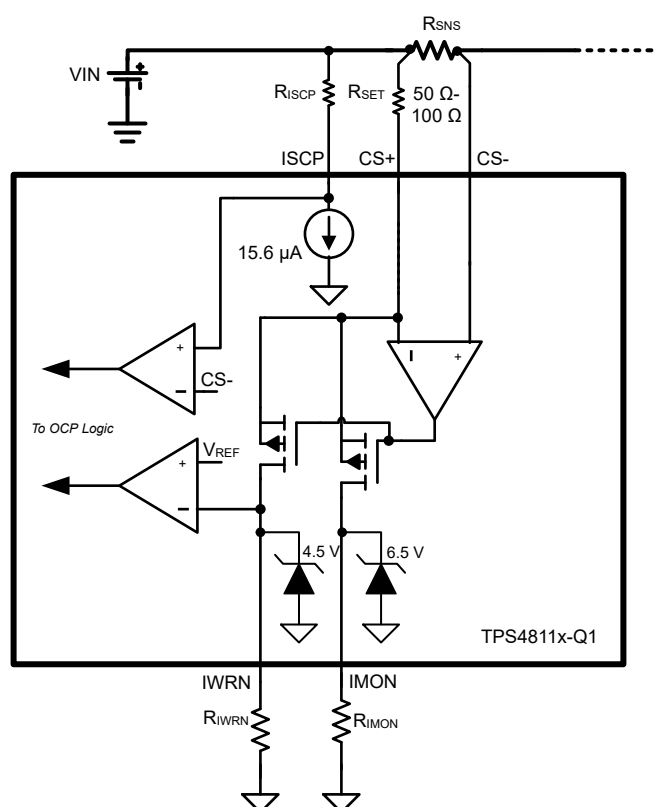 RSNS
VIN
RISCP
RSET
50 Ω-
100 Ω
ISCP
CS+
CS-
15.6 µA
+
−
CS-
− +
To OCP Logic
VREF
+
−
4.5 V
6.5 V
TPS4811x-Q1
IWRN
IMON
RIWRN
RIMON